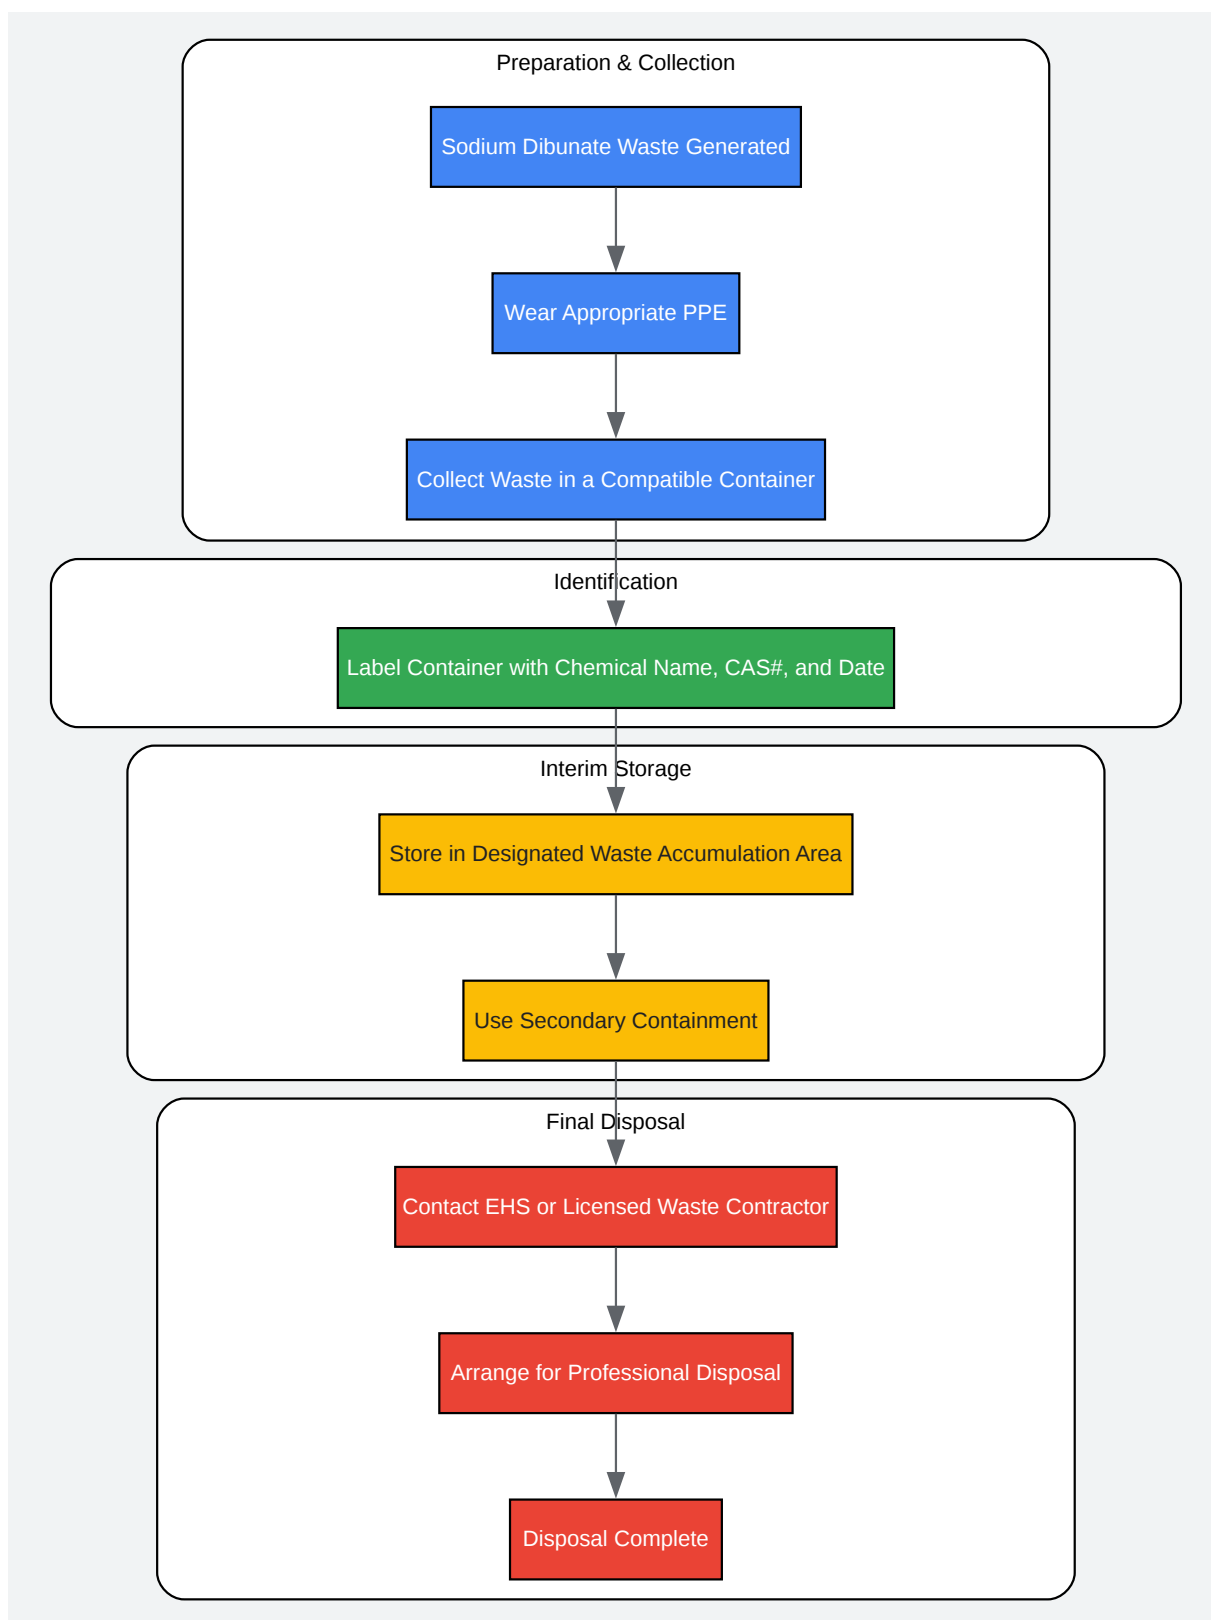 Preparation & Collection
Sodium Dibunate Waste Generated
Wear Appropriate PPE
Collect Waste in a Compatible Container
Identification
Label Container with Chemical Name, CAS#, and Date
Interim Storage
Store in Designated Waste Accumulation Area
Use Secondary Containment
Final Disposal
Contact EHS or Licensed Waste Contractor
Arrange for Professional Disposal
Disposal Complete